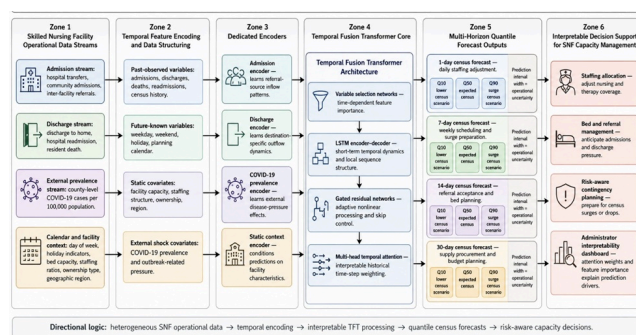 Zone 1
Skilled Nursing Facility
Operational Data Streams
Admission stream:
hospital transfers,
community admissions,
inter-facility referrals.
Discharge stream:
discharge to home,
hospital readmission,
resident death.
External prevalence
stream: county-level
COVID-19 cases per
100,000 population.
Calendar and facility
context: day of week,
holiday indicators,
bed capacity, staffing
ratios, ownership type,
geographic region.
Zone 2
Temporal Feature Encoding
and Data Structuring
Past-observed variables:
admissions, discharges,
deaths, readmissions,
census history.
Future-known variables:
weekday, weekend,
holiday, planning
calendar.
Static covariates:
facility capacity, staffing
structure, ownership,
region.
External shock covariates:
COVID-19 prevalence
and outbreak-related
pressure.
Zone 3
Dedicated Encoders
Admission
encoder —
learns referral-
source inflow
patterns.
Discharge
encoder —
learns destination
specific outflow
dynamics.
COVID-19
prevalence
encoder —
learns external
disease-pressure
effects.
Static context
encoder —
conditions
predictions on
facility
characteristics.
Zone 4
Temporal Fusion Transformer Core
Temporal Fusion Transformer
Architecture
Variable selection networks —
time-dependent feature
importance.
LSTM encoder-decoder —
short-term temporal dynamics
and local sequence
structure.
Gated residual networks —
adaptive nonlinear
processing and skip
control.
Multi-head temporal attention —
interpretable historical
time-step weighting.
Zone 5
Multi-Horizon Quantile
Forecast Outputs
1-day census forecast —
daily staffing adjustment.
Q10
lower
census
scenario
Q50
expected
census
Q90
surge
census
scenario
Prediction
interval
width =
operational
uncertainty
7-day census forecast —
weekly scheduling and
surge preparation.
Q10
lower
census
scenario
Q50
expected
census
Q90
surge
census
scenario
Prediction
interval
width =
operational
uncertainty
14-day census forecast —
referral acceptance and
bed planning.
Q10
lower
census
scenario
Q50
expected
census
Q90
surge
census
scenario
Prediction
interval
width =
operational
uncertainty
30-day census forecast —
supply procurement and
budget planning.
Q10
lower
census
scenario
Q50
expected
census
Q90
surge
census
scenario
Prediction
interval
width =
operational
uncertainty
Zone 6
Interpretable Decision Support
for SNF Capacity Management
Staffing allocation —
adjust nursing and
therapy coverage.
Bed and referral
management —
anticipate admissions
and discharge
pressure.
Risk-aware
contingency
planning —
prepare for census
surges or drops.
Administrator
interpretability
dashboard —
attention weights and
feature importance
explain predictions drivers.
Directional logic: heterogeneous SNF operational data → temporal encoding → interpretable TFT processing → quantile census forecasts → risk-aware capacity decisions.